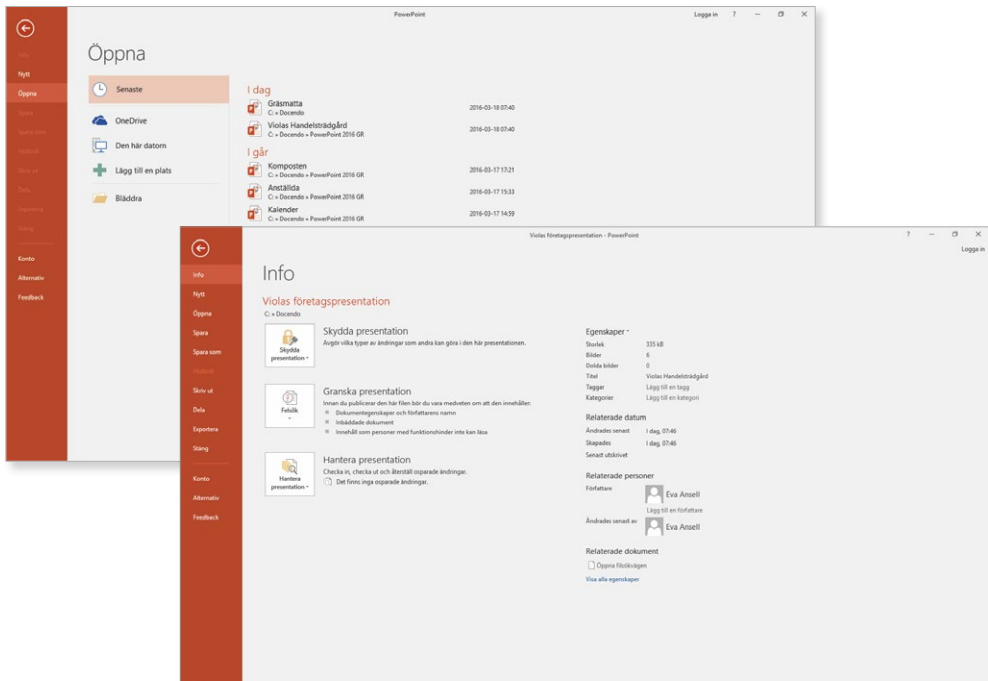 PowerPoint
Logga in ? – ×
Info
Nytt
Öppna
Spara
Spara som
Historik
Skriv ut
Dela
Exportera
Stäng
Konto
Alternativ
Feedback
Öppna
Senaste
OneDrive
Den här datorn
Lägg till en plats
Bläddra
I dag
Gräsmatta
C: » Docendo
2016-03-18 07:40
Violas Handelsträdgård
C: » Docendo » PowerPoint 2016 GR
2016-03-18 07:40
I går
Komposten
C: » Docendo » PowerPoint 2016 GR
2016-03-17 17:21
Anställda
C: » Docendo » PowerPoint 2016 GR
2016-03-17 15:33
Kalender
C: » Docendo » PowerPoint 2016 GR
2016-03-17 14:59
Violas företagspresentation - PowerPoint
? – ×
Logga in
Info
Nytt
Öppna
Spara
Spara som
Historik
Skriv ut
Dela
Exportera
Stäng
Konto
Alternativ
Feedback
Info
Violas företagspresentation
C: » Docendo
Skydda
presentation
Skydda presentation
Avgör vilka typer av ändringar som andra kan göra i den här presentationen.
Felsök
Granska presentation
Innan du publicerar den här filen bör du vara medveten om att den innehåller:
Dokumentegenskaper och författarens namn
Inbäddade dokument
Innehåll som personer med funktionshinder inte kan läsa
Hantera
presentation
Hantera presentation
Checka in, checka ut och återställ osparade ändringar.
Det finns inga osparade ändringar.
Egenskaper
Storlek 335 kB
Bilder 6
Dolda bilder 0
Titel Violas Handelsträdgård
Taggar Lägg till en tagg
Kategorier Lägg till en kategori
Relaterade datum
Ändrades senast I dag, 07:46
Skapades I dag, 07:46
Senast utskrivet
Relaterade personer
Författare Eva Ansell
Lägg till en författare
Ändrades senast av Eva Ansell
Relaterade dokument
Öppna filsökvägen
Visa alla egenskaper